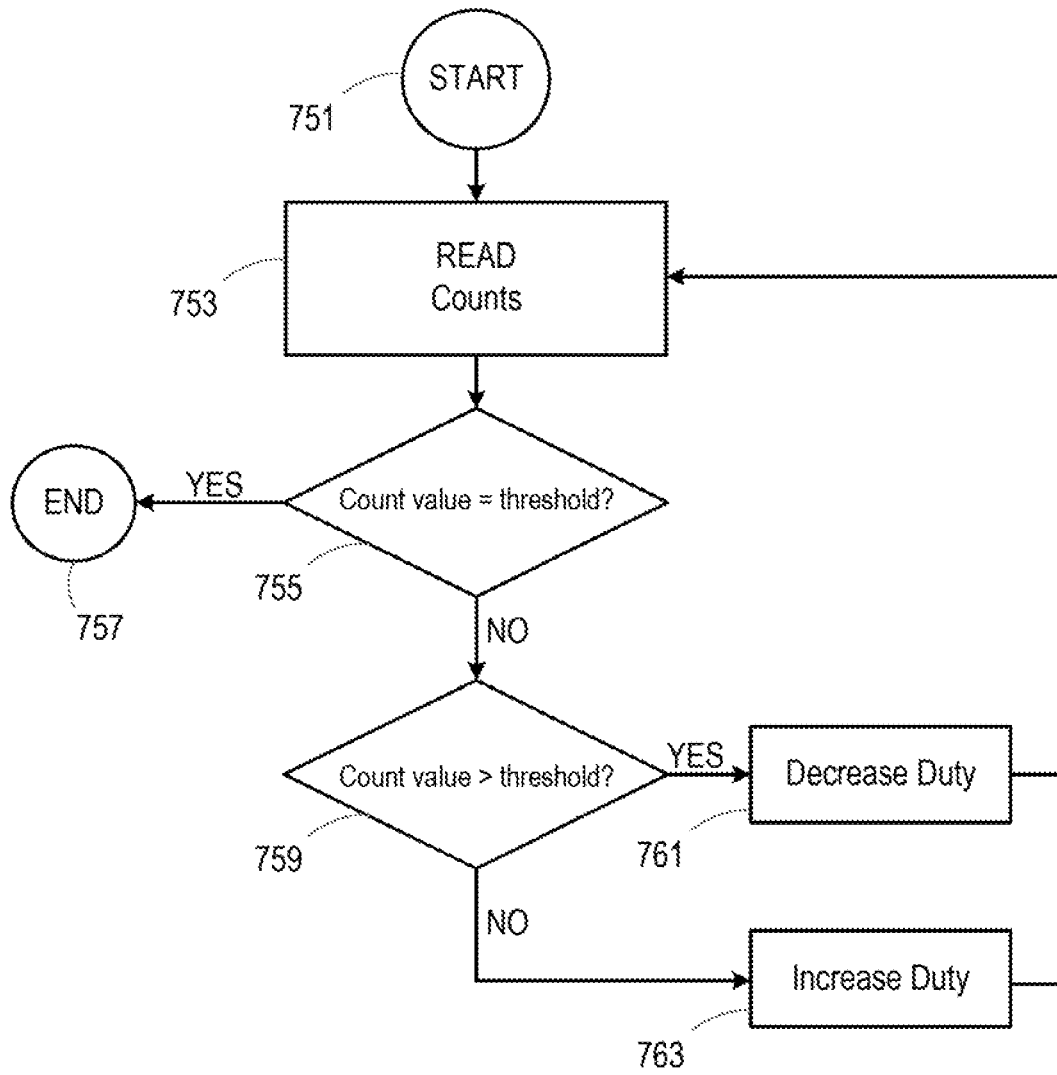 START
751
READ
Counts
753
YES
END
Count value = threshold?
755
757
NO
Count value > threshold?
YES
Decrease Duty
759
761
NO
Increase Duty
763